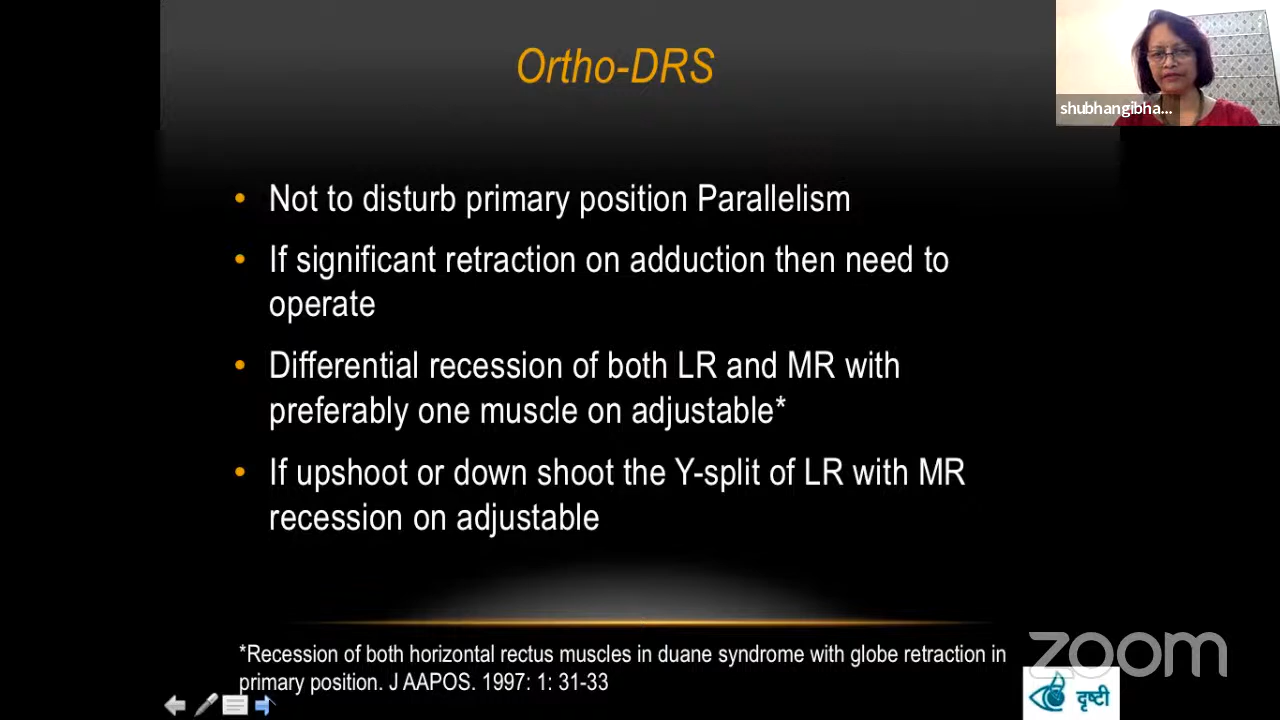 Ortho-DRS
shubhangibha...
• Not to disturb primary position Parallelism
• If significant retraction on adduction then need to
operate
• Differential recession of both LR and MR with
preferably one muscle on adjustable*
• If upshoot or down shoot the Y-split of LR with MR
recession on adjustable
*Recession of both horizontal rectus muscles in duane syndrome with globe retraction in
primary position. J AAPOS. 1997: 1: 31-33
zoom
दृष्टी